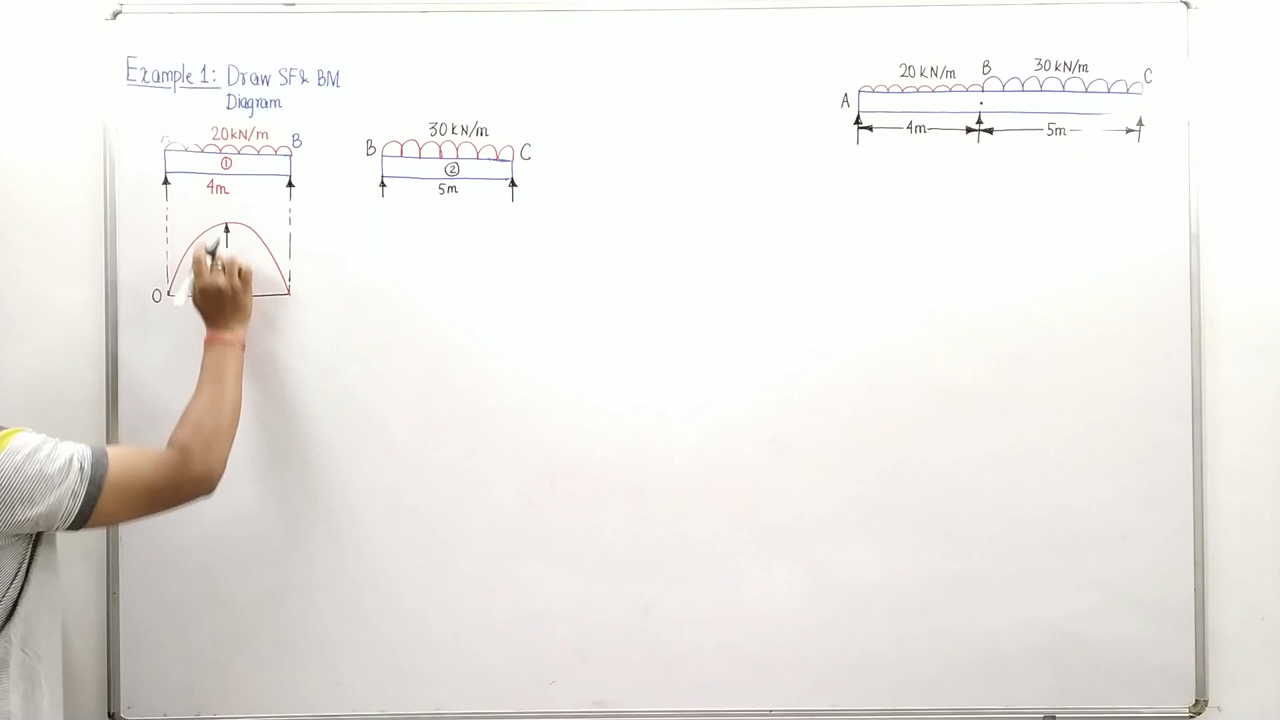 Example 1: Draw SF & BM
Diagram
20kN/m
B
①
4m
O
30 KN/m
B
C
②
5m
20 KN/m
B
30 KN/m
C
A
4m
5m